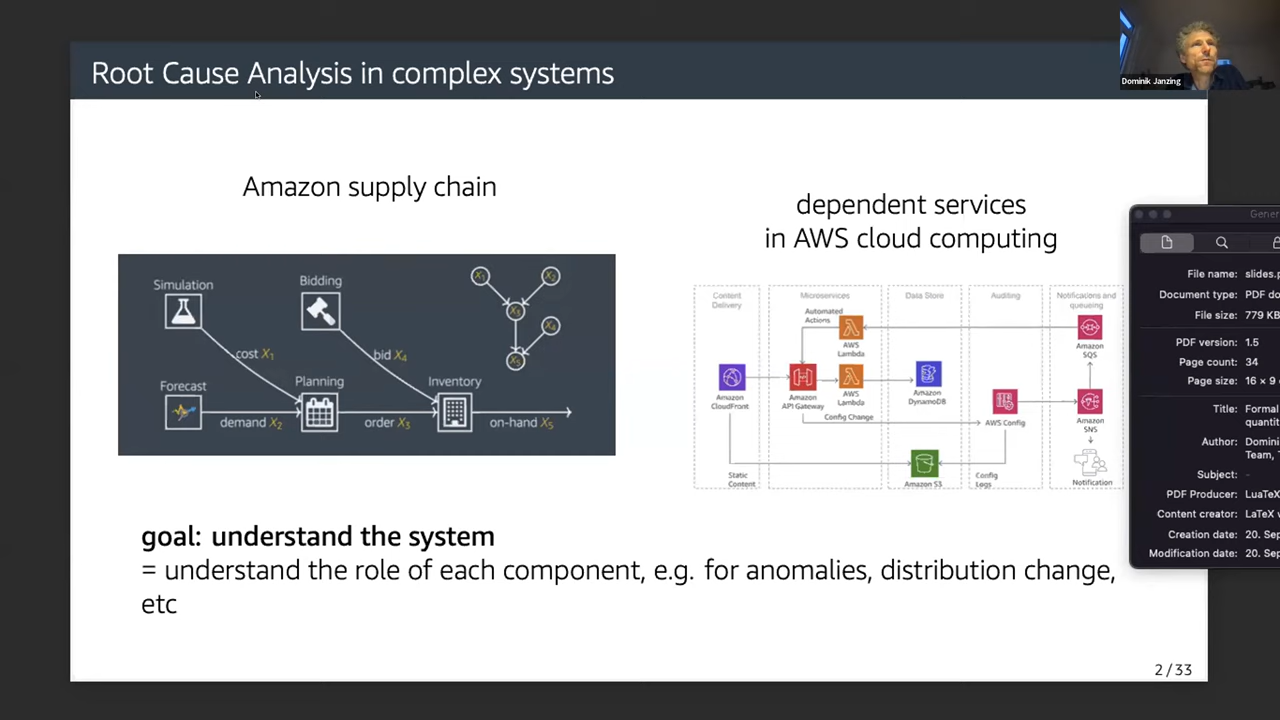 Root Cause Analysis in complex systems
Dominik Janzing
Amazon supply chain
dependent services
in AWS cloud computing
Simulation
Bidding
X1
X2
X3
X4
X5
cost X1
bid X4
Forecast
Planning
Inventory
demand X2
order X3
on-hand X5
Content
Delivery
Microservices
Data Store
Auditing
Notifications and
queueing
Automated
Actions
AWS
Lambda
Amazon
SQS
Amazon
CloudFront
Amazon
API Gateway
AWS
Lambda
Amazon
DynamoDB
Config Change
AWS Config
Amazon
SNS
Static
Content
Amazon S3
Config
Logs
Notification
Gener
File name: slides.p
Document type: PDF do
File size: 779 KB
PDF version: 1.5
Page count: 34
Page size: 16 × 9
Title: Formal
quantit
Author: Domini
Team, T
Subject: -
PDF Producer: LuaTeX
Content creator: LaTeX
Creation date: 20. Sep
Modification date: 20. Sep
goal: understand the system
= understand the role of each component, e.g. for anomalies, distribution change,
etc
2 / 33